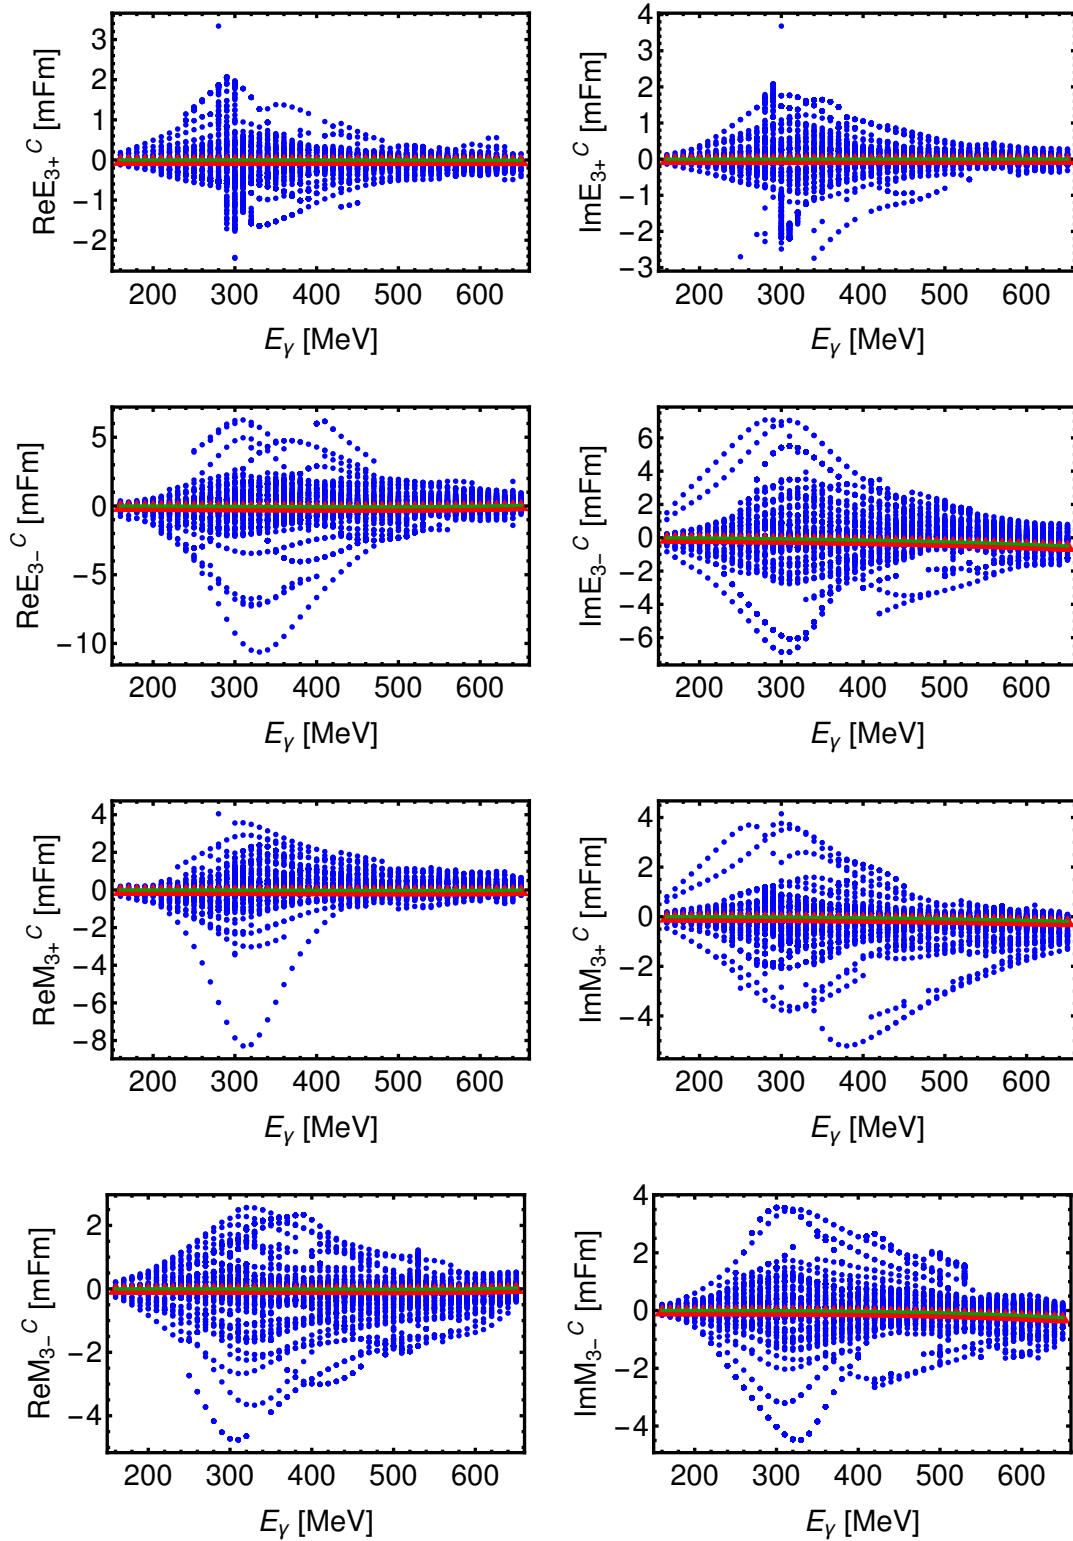 3
2
1
0
−1
−2
200 300 400 500 600
ReE3+^C [mFm]
Eγ [MeV]
4
3
2
1
0
−1
−2
−3
200 300 400 500 600
ImE3+^C [mFm]
Eγ [MeV]
5
0
−5
−10
200 300 400 500 600
ReE3−^C [mFm]
Eγ [MeV]
6
4
2
0
−2
−4
−6
200 300 400 500 600
ImE3−^C [mFm]
Eγ [MeV]
4
2
0
−2
−4
−6
−8
200 300 400 500 600
ReM3+^C [mFm]
Eγ [MeV]
4
2
0
−2
−4
200 300 400 500 600
ImM3+^C [mFm]
Eγ [MeV]
2
0
−2
−4
200 300 400 500 600
ReM3−^C [mFm]
Eγ [MeV]
4
2
0
−2
−4
200 300 400 500 600
ImM3−^C [mFm]
Eγ [MeV]